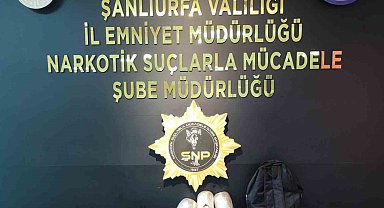 ŞANLIURFA VALİLİĞİ
İL EMNİYET MÜDÜRLÜĞÜ
NARKOTİK SUÇLARLA MÜCADELE
ŞUBE MÜDÜRLÜĞÜ
SNP